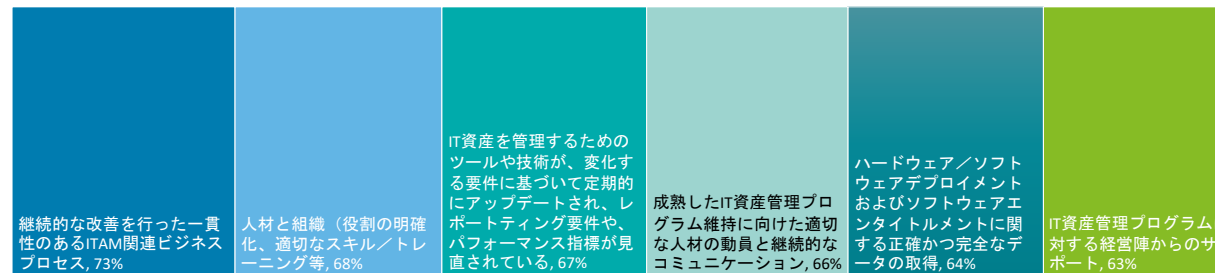 継続的な改善を行った一貫
性のあるITAM関連ビジネス
プロセス, 73%
人材と組織（役割の明確
化、適切なスキル／トレ
ーニング等, 68%
IT資産を管理するための
ツールや技術が、変化す
る要件に基づいて定期的
にアップデートされ、レ
ポートティング要件や、
パフォーマンス指標が見
直されている, 67%
成熟したIT資産管理プロ
グラム維持に向けた適切
な人材の動員と継続的な
コミュニケーション, 66%
ハードウェア／ソフト
ウェアデプロイメント
およびソフトウェアエ
ンタイトルメントに関
する正確かつ完全なデ
ータの取得, 64%
IT資産管理プログラム
対する経営陣からのサ
ポート, 63%